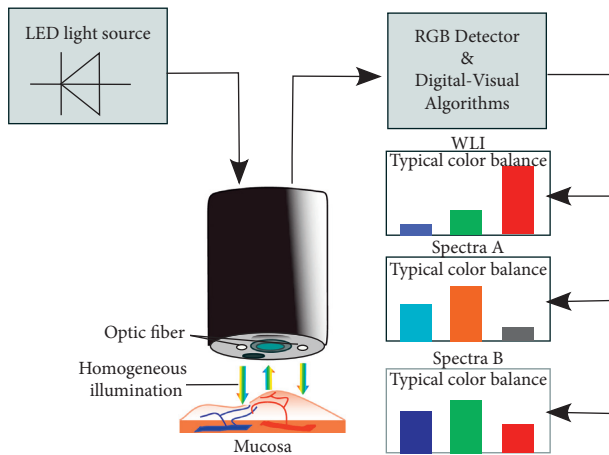 LED light source
RGB Detector
&
Digital-Visual
Algorithms
WLI
Typical color balance
Spectra A
Typical color balance
Spectra B
Typical color balance
Optic fiber
Homogeneous
illumination
Mucosa